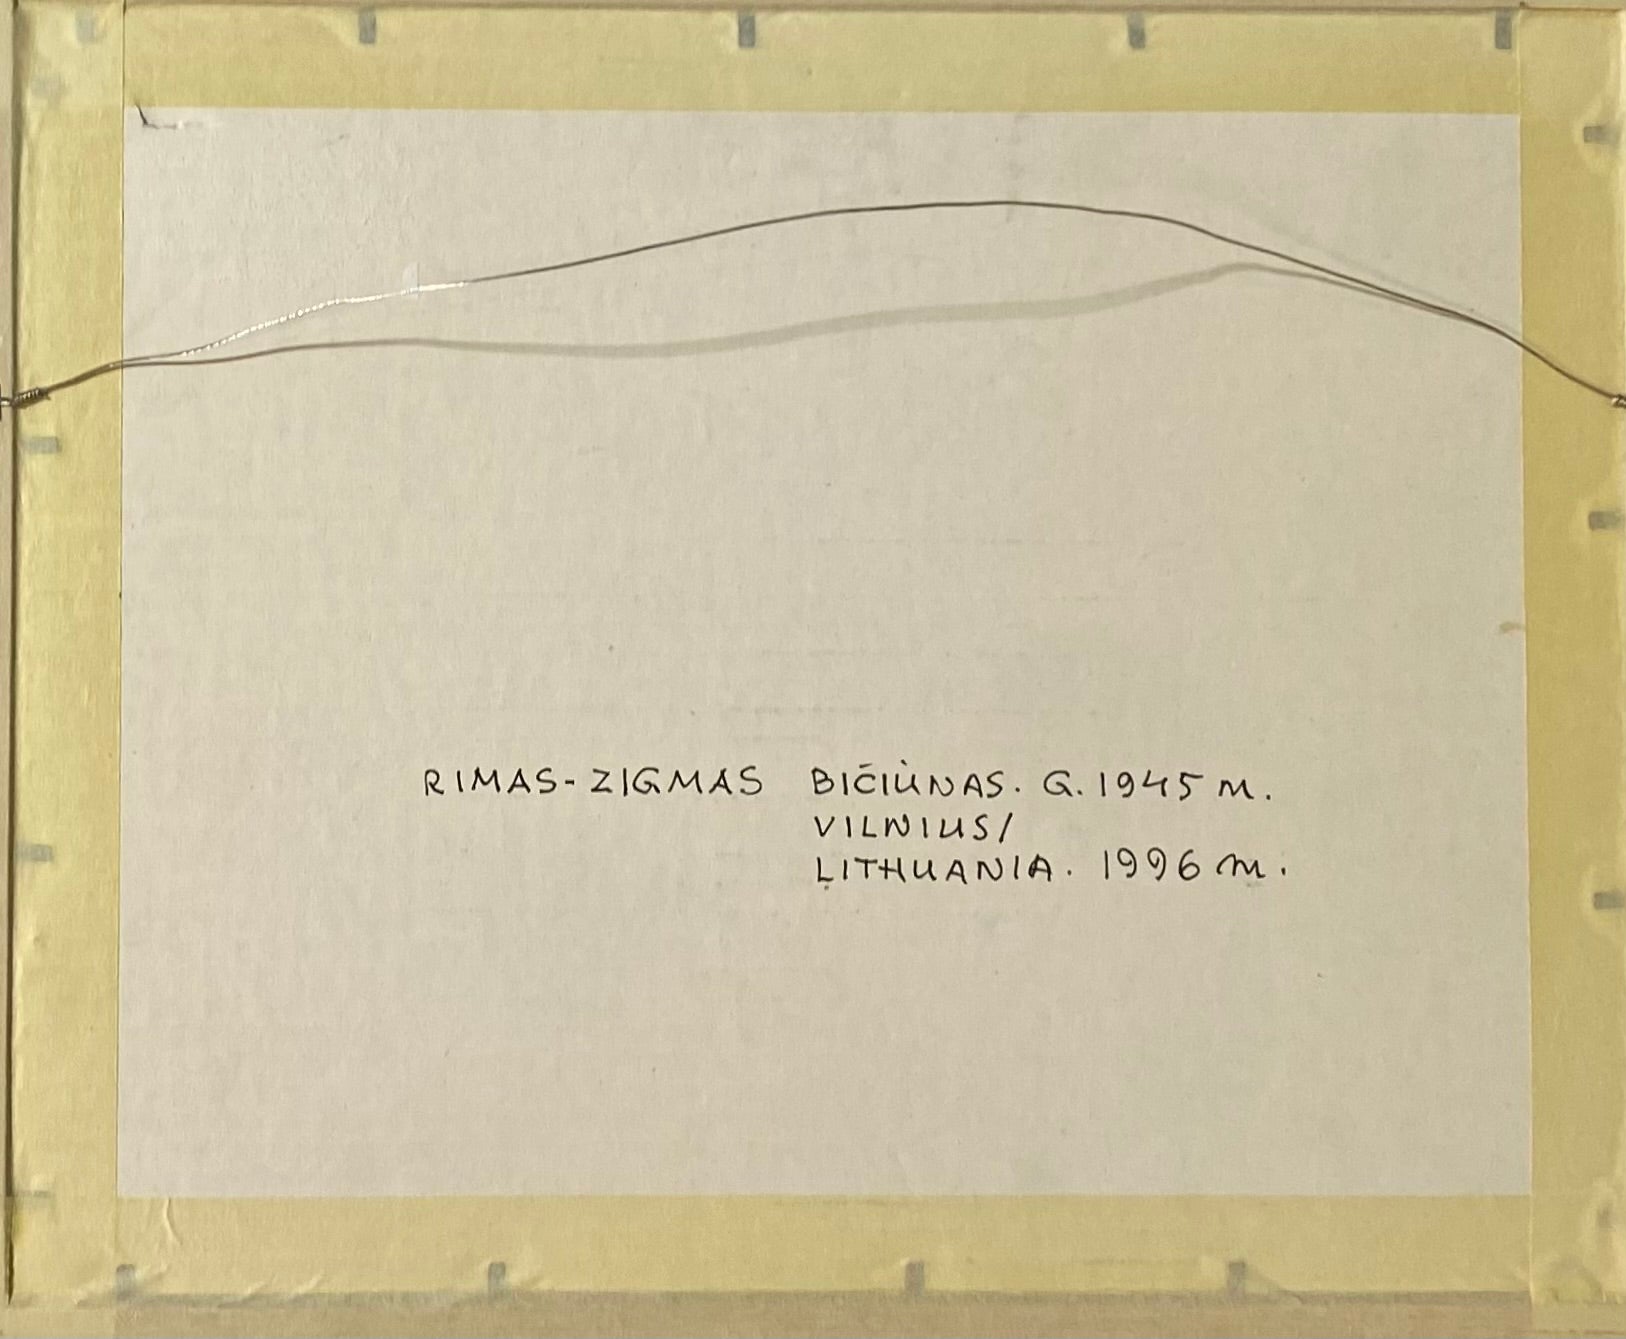 RIMAS-ZIGMAS BIČIŪNAS. G. 1945 m.
VILNIUS/
LITHUANIA. 1996 m.